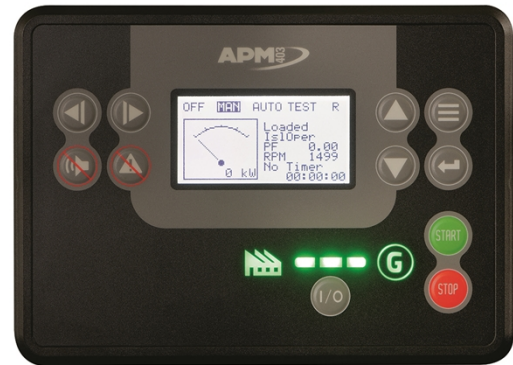 APM403
OFF MAN AUTO TEST R
Loaded
IslOper
PF 0.00
RPM 1499
No Timer
00:00:00
0 kW
START
G
I/O
STOP